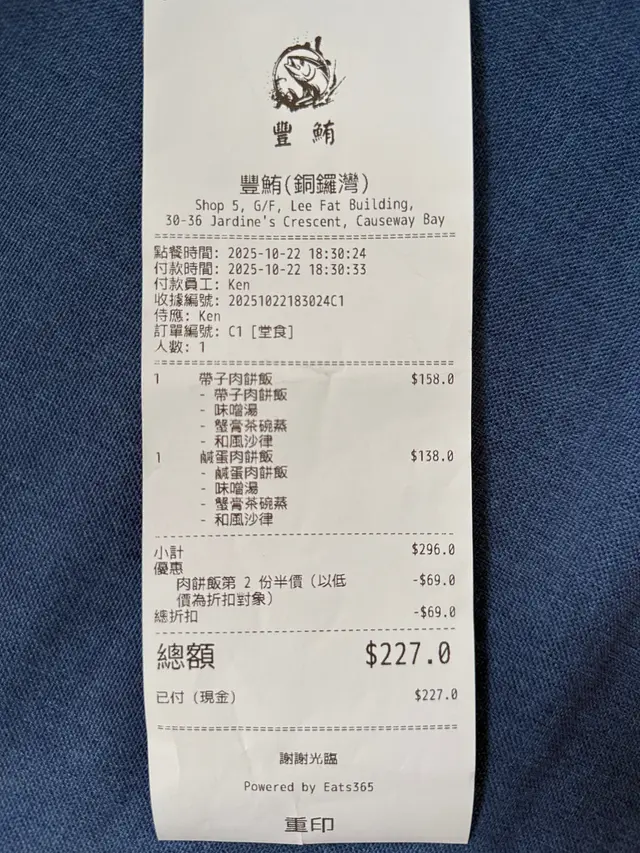 豐鮪
豐鮪(銅鑼灣)
Shop 5, G/F, Lee Fat Building,
30-36 Jardine's Crescent, Causeway Bay
點餐時間: 2025-10-22 18:30:24
付款時間: 2025-10-22 18:30:33
付款員工: Ken
收據編號: 20251022183024C1
侍應: Ken
訂單編號: C1 [堂食]
人數: 1
1 帶子肉餅飯 $158.0
- 帶子肉餅飯
- 味噌湯
- 蟹膏茶碗蒸
- 和風沙律
1 鹹蛋肉餅飯 $138.0
- 鹹蛋肉餅飯
- 味噌湯
- 蟹膏茶碗蒸
- 和風沙律
小計 $296.0
優惠
肉餅飯第 2 份半價 (以低 -$69.0
價為折扣對象)
總折扣 -$69.0
總額 $227.0
已付 (現金) $227.0
謝謝光臨
Powered by Eats365
重印